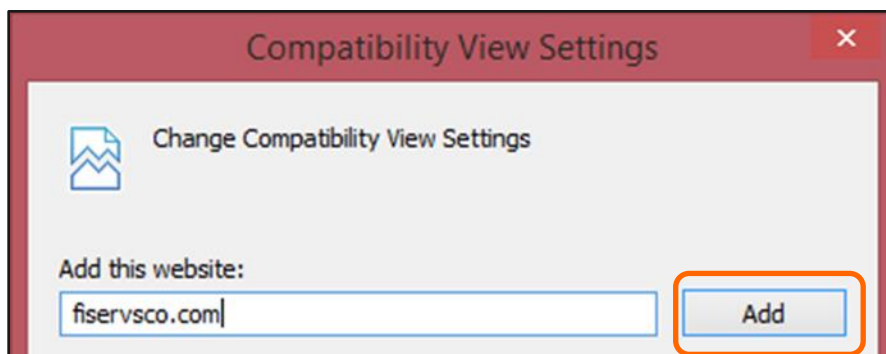 Compatibility View Settings
Change Compatibility View Settings
Add this website:
fiservsco.com
Add